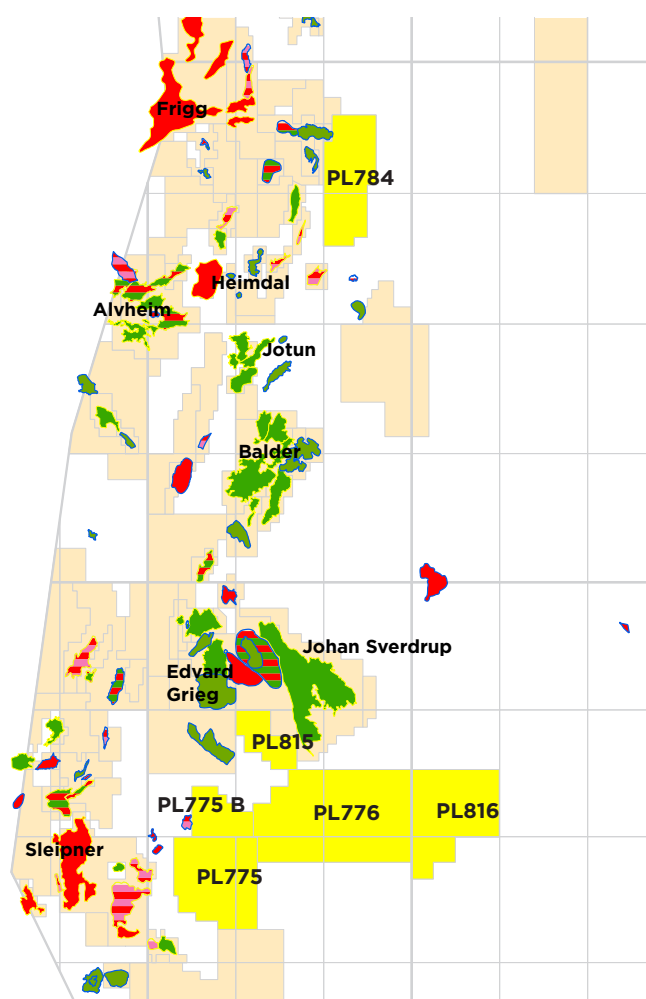 Frigg
PL784
Heimdal
Alvheim
Jotun
Balder
Johan Sverdrup
Edvard
Grieg
PL815
PL775 B
PL776
PL816
Sleipner
PL775